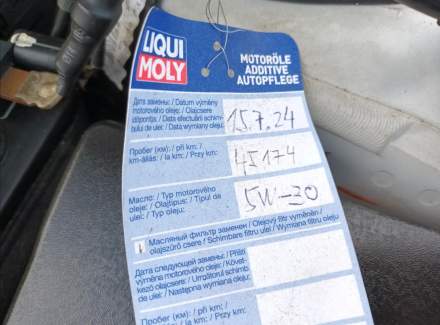 LIQUI
MOLY
MOTORÖLE
ADDITIVE
AUTOPFLEGE
Дата замены: / Datum výměny
motorového oleje: / Olajcsere
időpontja: / Data efectuării schim-
bului de ulei: / Data wymiany oleju:
15.7.24
Пробег (км): / při km: /
km-állás: / la km: / Przy km:
45174
Масло: / Typ motorového
oleje: / Olajtípus: / Tipul de
ulei: / Typ oleju:
5W-30
Масляный фильтр заменен / Olejový filtr vyměněn /
olajszűrő csere / Schimbare filtru ulei / Wymiana filtru oleju
Дата следующей замены: / Příští
výměna motorového oleje: / Követ-
kező olajcsere: / Următorul schimb
de ulei: / Następna wymiana oleju:
Пробег (км): / při km: /